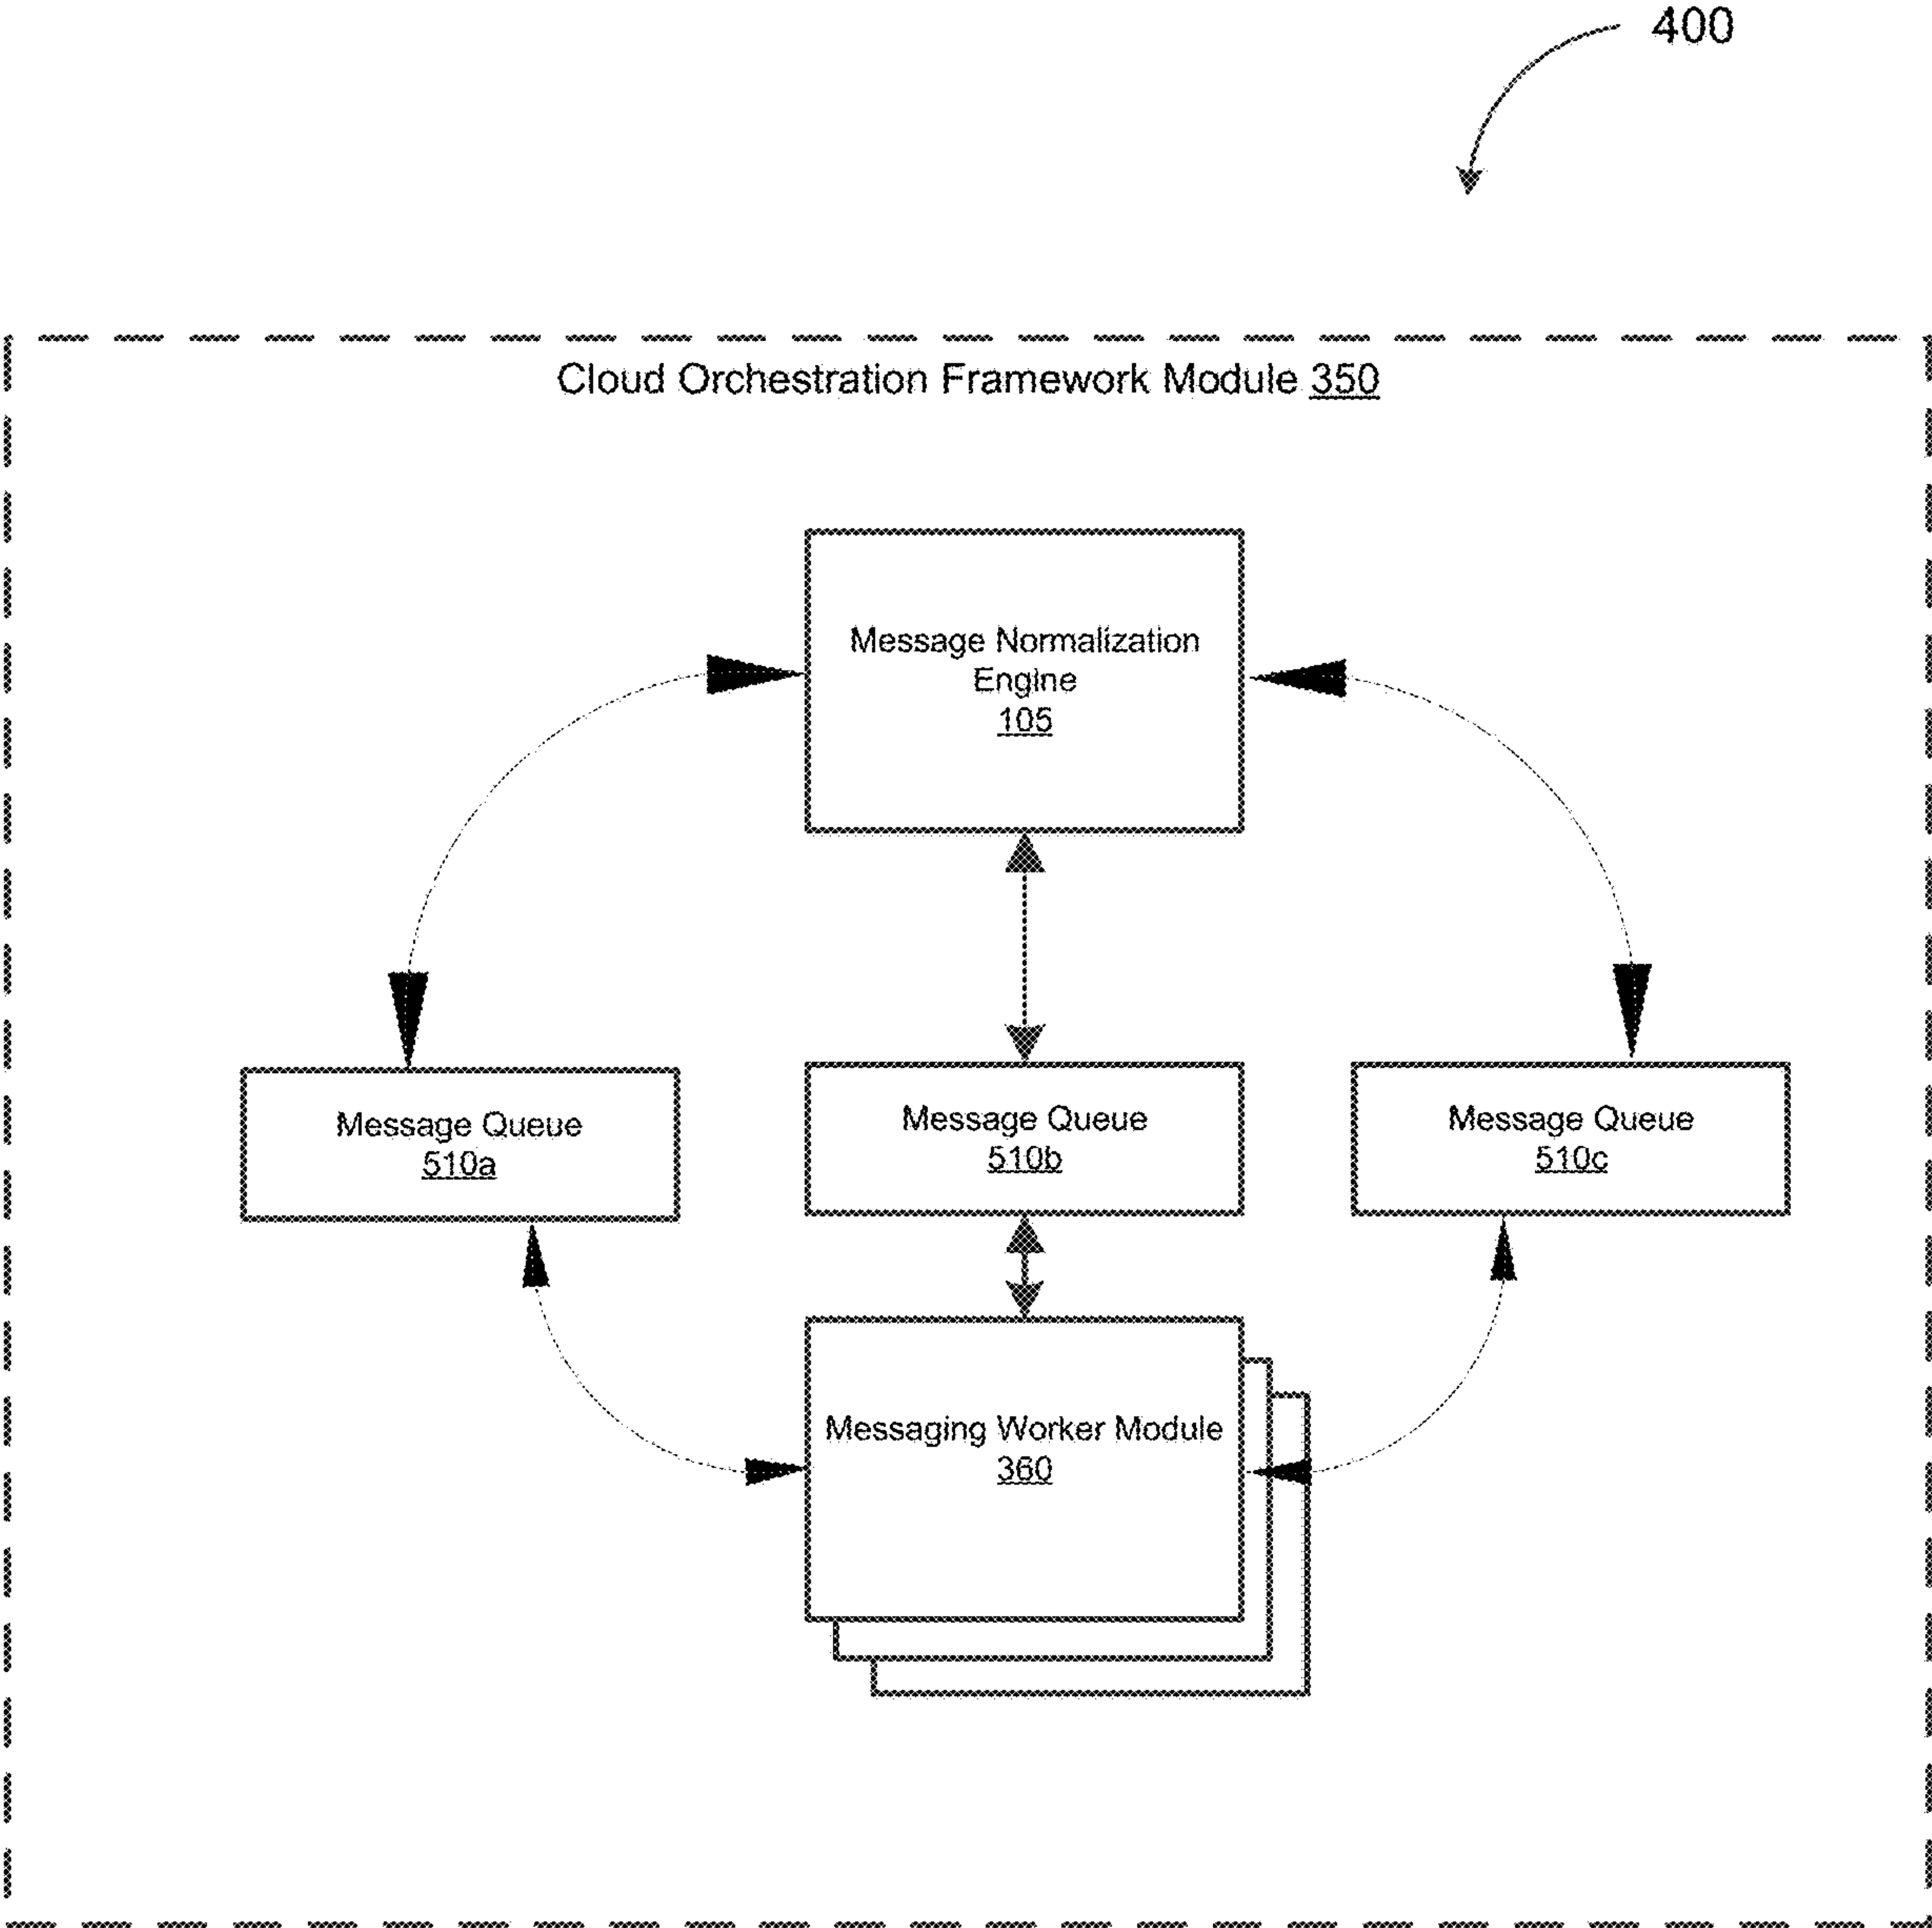 400
Cloud Orchestration Framework Module 350
Message Normalization
Engine
105
Message Queue
510a
Message Queue
510b
Message Queue
510c
Messaging Worker Module
360